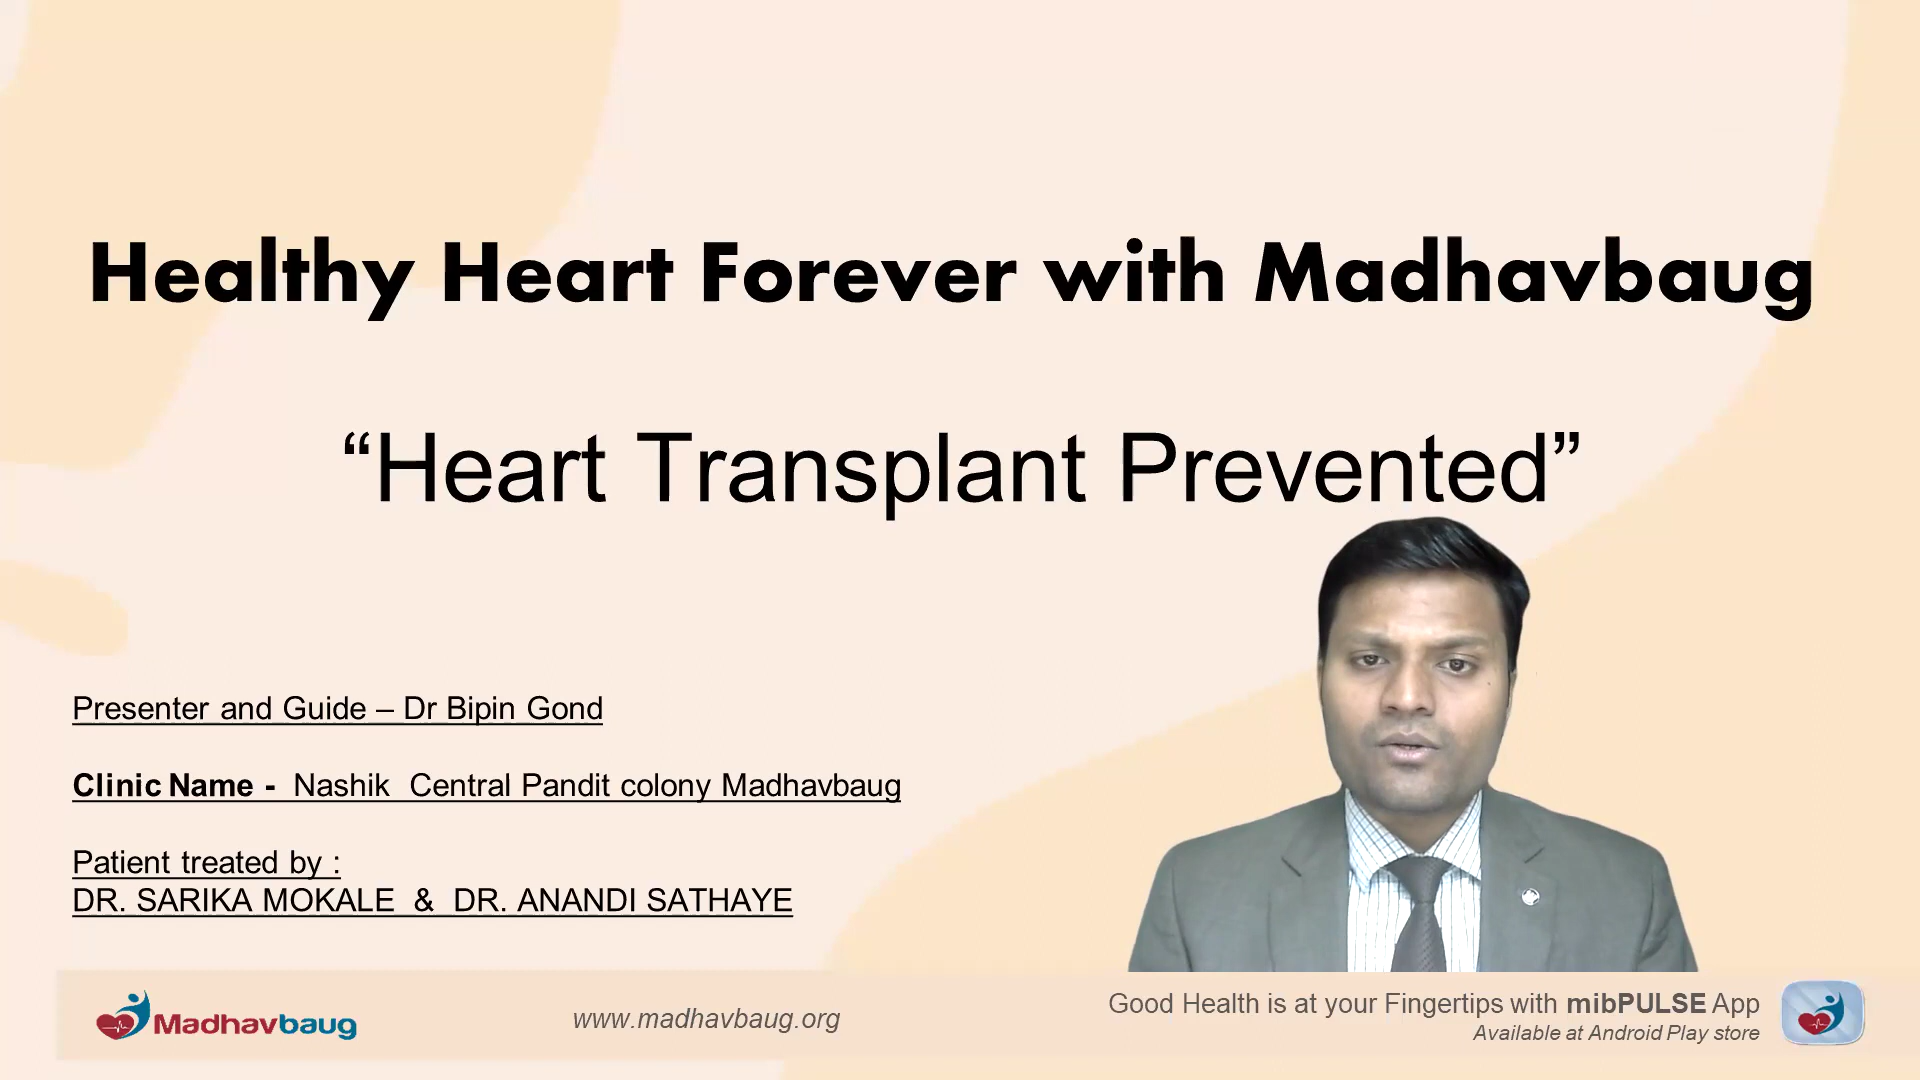 Healthy Heart Forever with Madhavbaug
“Heart Transplant Prevented”
Presenter and Guide – Dr Bipin Gond
Clinic Name - Nashik Central Pandit colony Madhavbaug
Patient treated by :
DR. SARIKA MOKALE & DR. ANANDI SATHAYE
Madhavbaug
www.madhavbaug.org
Good Health is at your Fingertips with mibPULSE App
Available at Android Play store